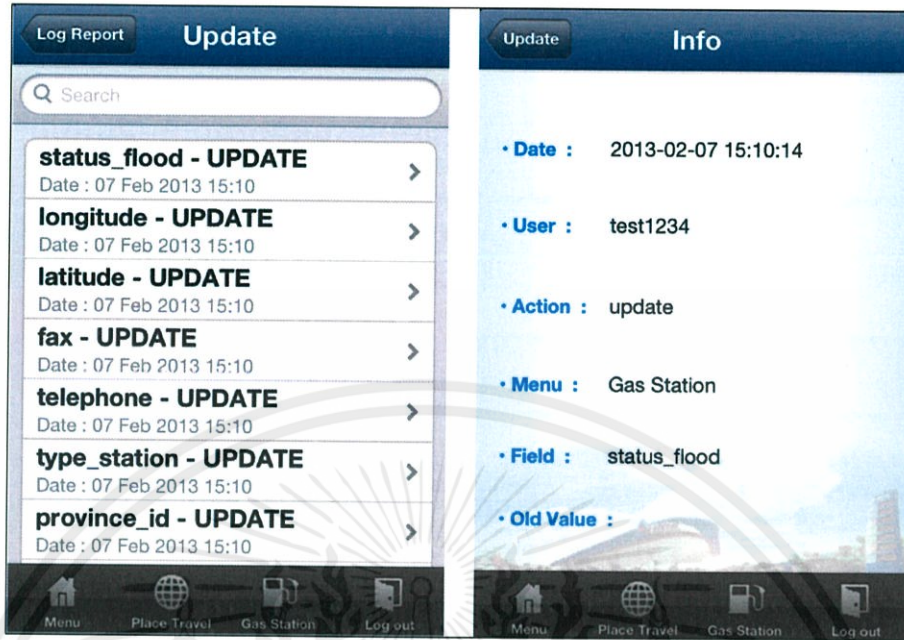 Log Report
Update
Search
status_flood - UPDATE
Date : 07 Feb 2013 15:10
longitude - UPDATE
Date : 07 Feb 2013 15:10
latitude - UPDATE
Date : 07 Feb 2013 15:10
fax - UPDATE
Date : 07 Feb 2013 15:10
telephone - UPDATE
Date : 07 Feb 2013 15:10
type_station - UPDATE
Date : 07 Feb 2013 15:10
province_id - UPDATE
Date : 07 Feb 2013 15:10
Menu Place Travel Gas Station Log out
Update
Info
• Date : 2013-02-07 15:10:14
• User : test1234
• Action : update
• Menu : Gas Station
• Field : status_flood
• Old Value :
Menu Place Travel Gas Station Log out